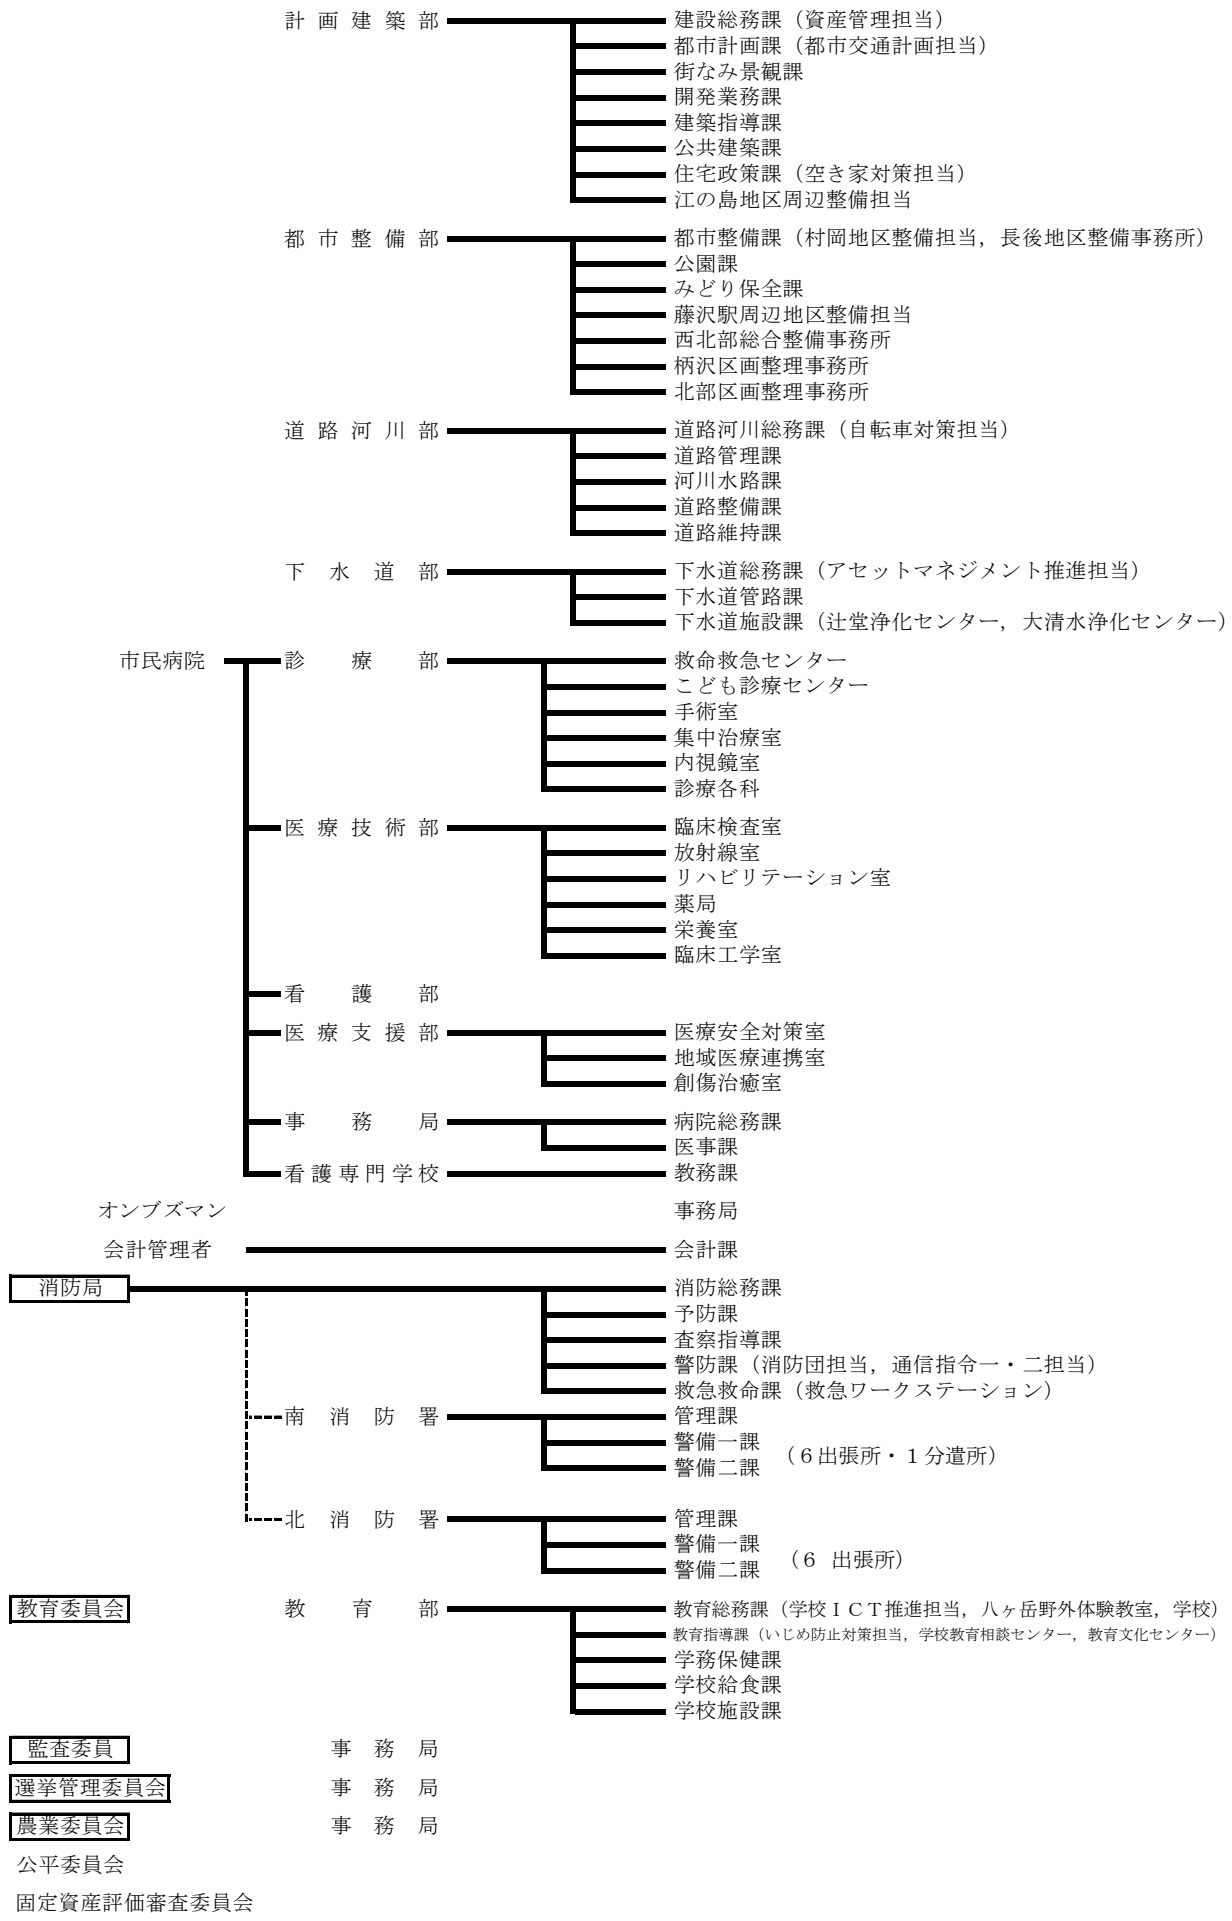 計画建築部 建設総務課（資産管理担当）
都市計画課（都市交通計画担当）
街なみ景観課
開発業務課
建築指導課
公共建築課
住宅政策課（空き家対策担当）
江の島地区周辺整備担当
都市整備部 都市整備課（村岡地区整備担当，長後地区整備事務所）
公園課
みどり保全課
藤沢駅周辺地区整備担当
西北部総合整備事務所
柄沢区画整理事務所
北部区画整理事務所
道路河川部 道路河川総務課（自転車対策担当）
道路管理課
河川水路課
道路整備課
道路維持課
下水道部 下水道総務課（アセットマネジメント推進担当）
下水道管路課
下水道施設課（辻堂浄化センター，大清水浄化センター）
市民病院 診療部 救命救急センター
こども診療センター
手術室
集中治療室
内視鏡室
診療各科
医療技術部 臨床検査室
放射線室
リハビリテーション室
薬局
栄養室
臨床工学室
看護部
医療支援部 医療安全対策室
地域医療連携室
創傷治癒室
事務局 病院総務課
医事課
看護専門学校 教務課
オンブズマン 事務局
会計管理者 会計課
消防局 消防総務課
予防課
査察指導課
警防課（消防団担当，通信指令一・二担当）
救急救命課（救急ワークステーション）
南消防署 管理課
警備一課
（６出張所・１分遣所）
警備二課
北消防署 管理課
警備一課
（６ 出張所）
警備二課
教育委員会 教育部 教育総務課（学校ＩＣＴ推進担当，八ヶ岳野外体験教室，学校）
教育指導課（いじめ防止対策担当，学校教育相談センター，教育文化センター）
学務保健課
学校給食課
学校施設課
監査委員 事務局
選挙管理委員会 事務局
農業委員会 事務局
公平委員会
固定資産評価審査委員会